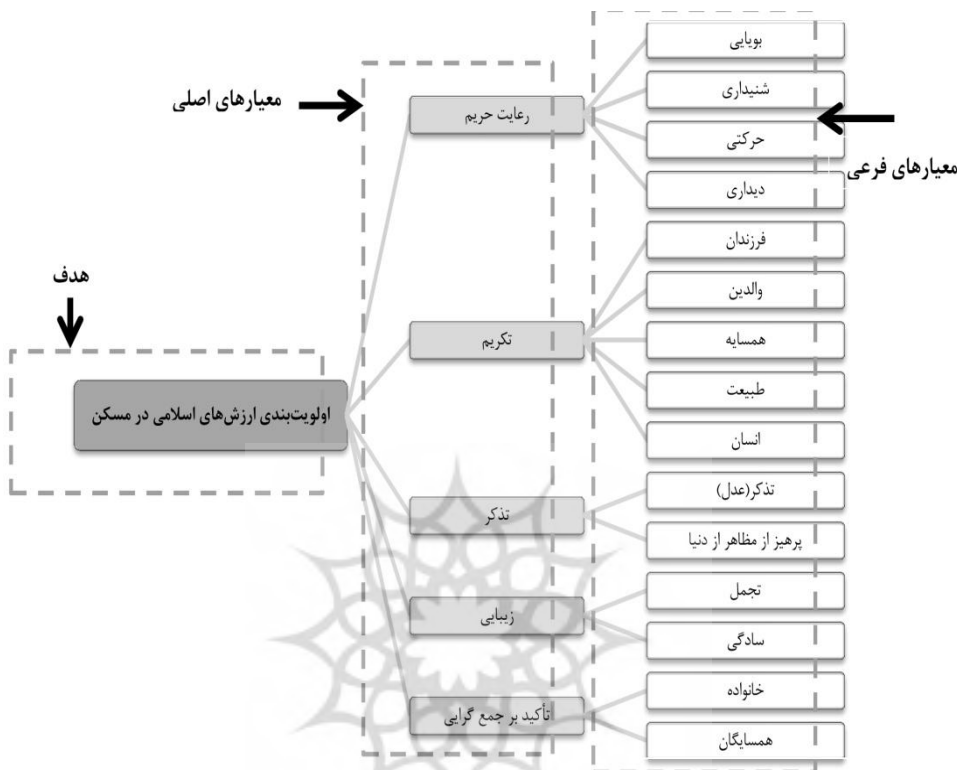 معیارهای اصلی
معیارهای فرعی
هدف
اولویت‌بندی ارزش‌های اسلامی در مسکن
رعایت حریم
بویایی
شنیداری
حرکتی
دیداری
تکریم
فرزندان
والدین
همسایه
طبیعت
انسان
تذکر
تذکر(عدل)
پرهیز از مظاهر از دنیا
زیبایی
تجمل
سادگی
تأکید بر جمع گرایی
خانواده
همسایگان